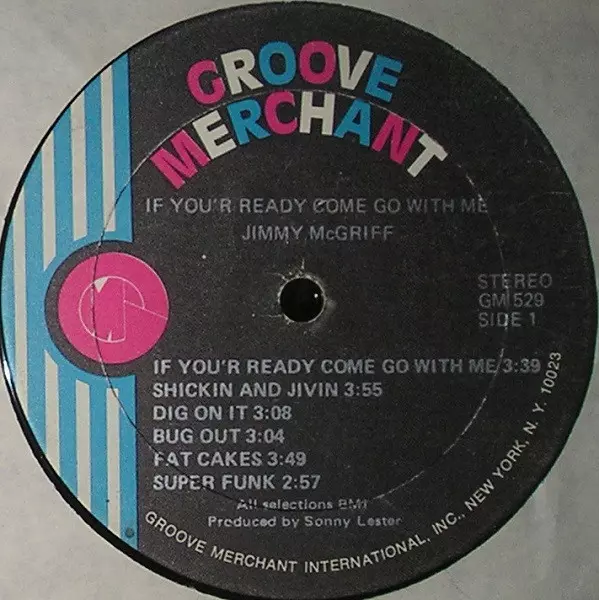 GROOVE
MERCHANT
IF YOU'R READY COME GO WITH ME
JIMMY McGRIFF
STEREO
GM 529
SIDE 1
IF YOU'R READY COME GO WITH ME 3:39
SHICKIN AND JIVIN 3:55
DIG ON IT 3:08
BUG OUT 3:04
FAT CAKES 3:49
SUPER FUNK 2:57
All selections BMI
Produced by Sonny Lester
GROOVE MERCHANT INTERNATIONAL, INC., NEW YORK, N. Y. 10023
®